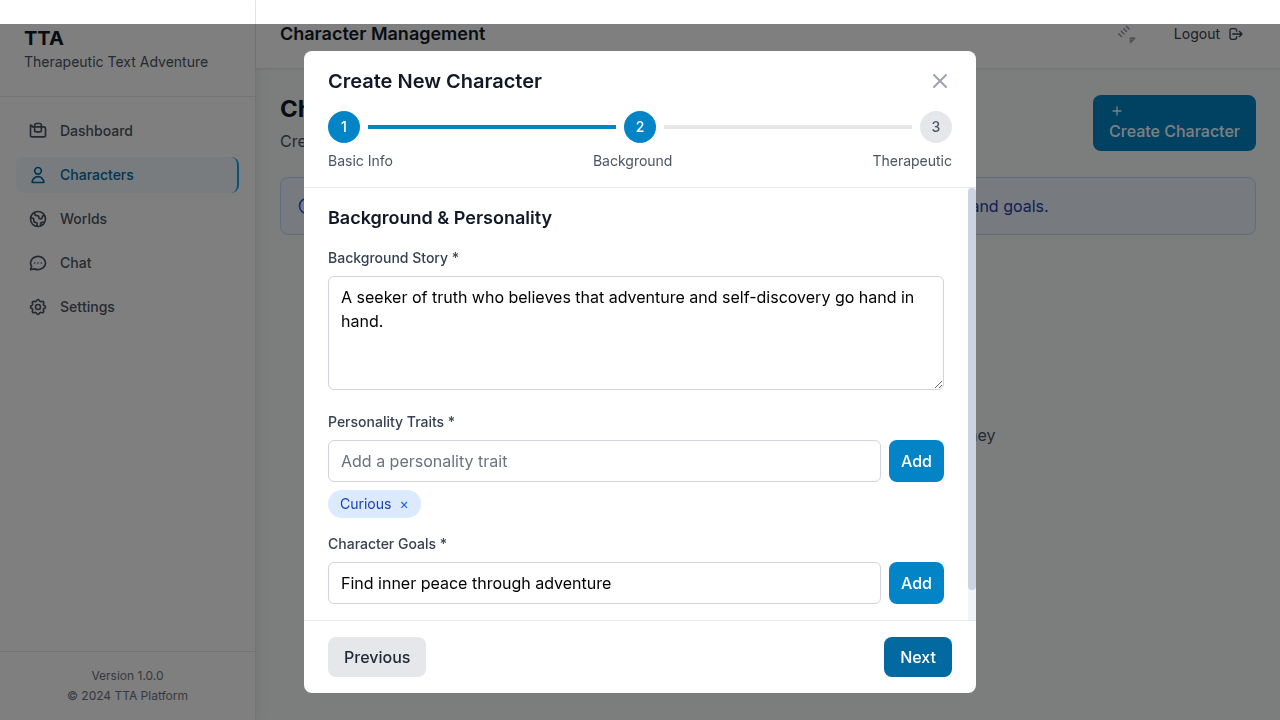 TTA
Therapeutic Text Adventure
Dashboard
Characters
Worlds
Chat
Settings
Version 1.0.0
© 2024 TTA Platform
Character Management
Logout
Ch
Cre
+
Create Character
and goals.
ey
Create New Character
1
2
3
Basic Info
Background
Therapeutic
Background & Personality
Background Story *
A seeker of truth who believes that adventure and self-discovery go hand in
hand.
Personality Traits *
Add a personality trait
Add
Curious ×
Character Goals *
Find inner peace through adventure
Add
Previous
Next